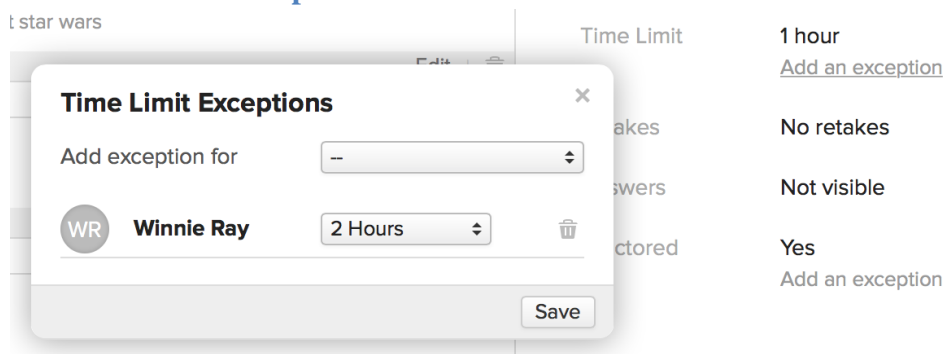 t star wars
Time Limit 1 hour
Add an exception
Edit
Time Limit Exceptions ×
akes No retakes
Add exception for --
swers Not visible
WR Winnie Ray 2 Hours
ctored Yes
Add an exception
Save